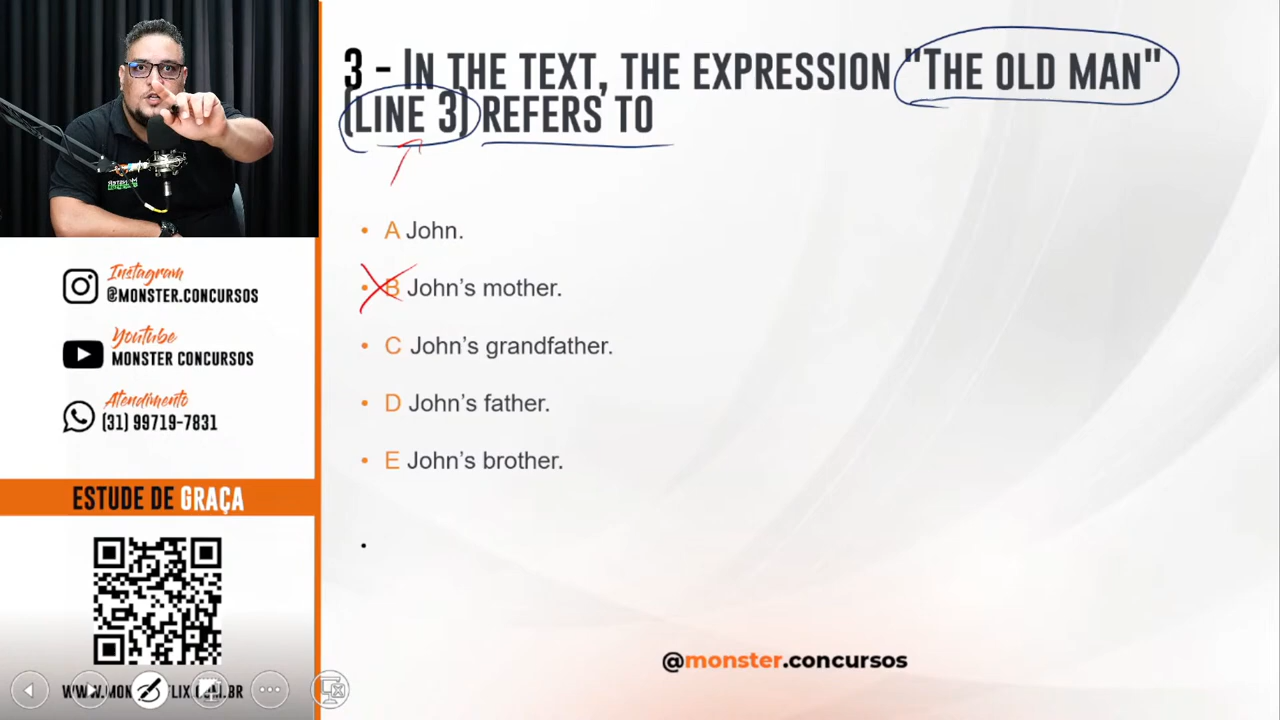 3 - IN THE TEXT, THE EXPRESSION "THE OLD MAN"
(LINE 3) REFERS TO
• A John.
• B John's mother.
• C John's grandfather.
• D John's father.
• E John's brother.
Instagram
@MONSTER.CONCURSOS
Youtube
MONSTER CONCURSOS
Atendimento
(31) 99719-7831
ESTUDE DE GRAÇA
@monster.concursos